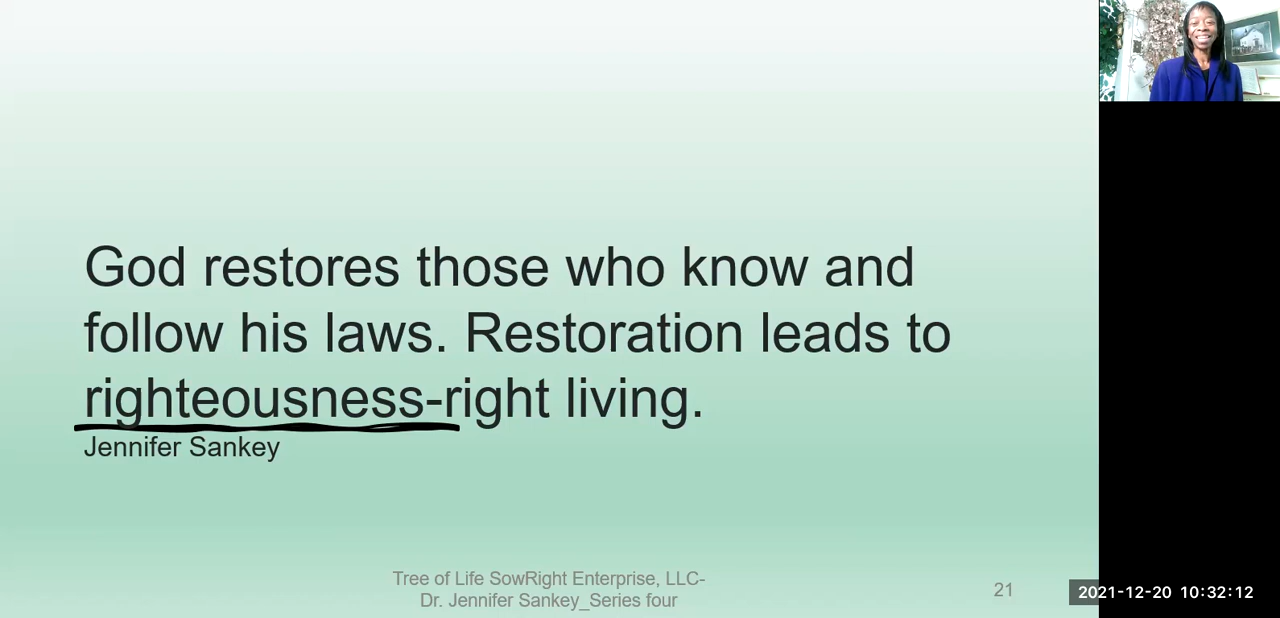 God restores those who know and
follow his laws. Restoration leads to
righteousness-right living.
Jennifer Sankey
Tree of Life SowRight Enterprise, LLC-
Dr. Jennifer Sankey_Series four
21
2021-12-20 10:32:12